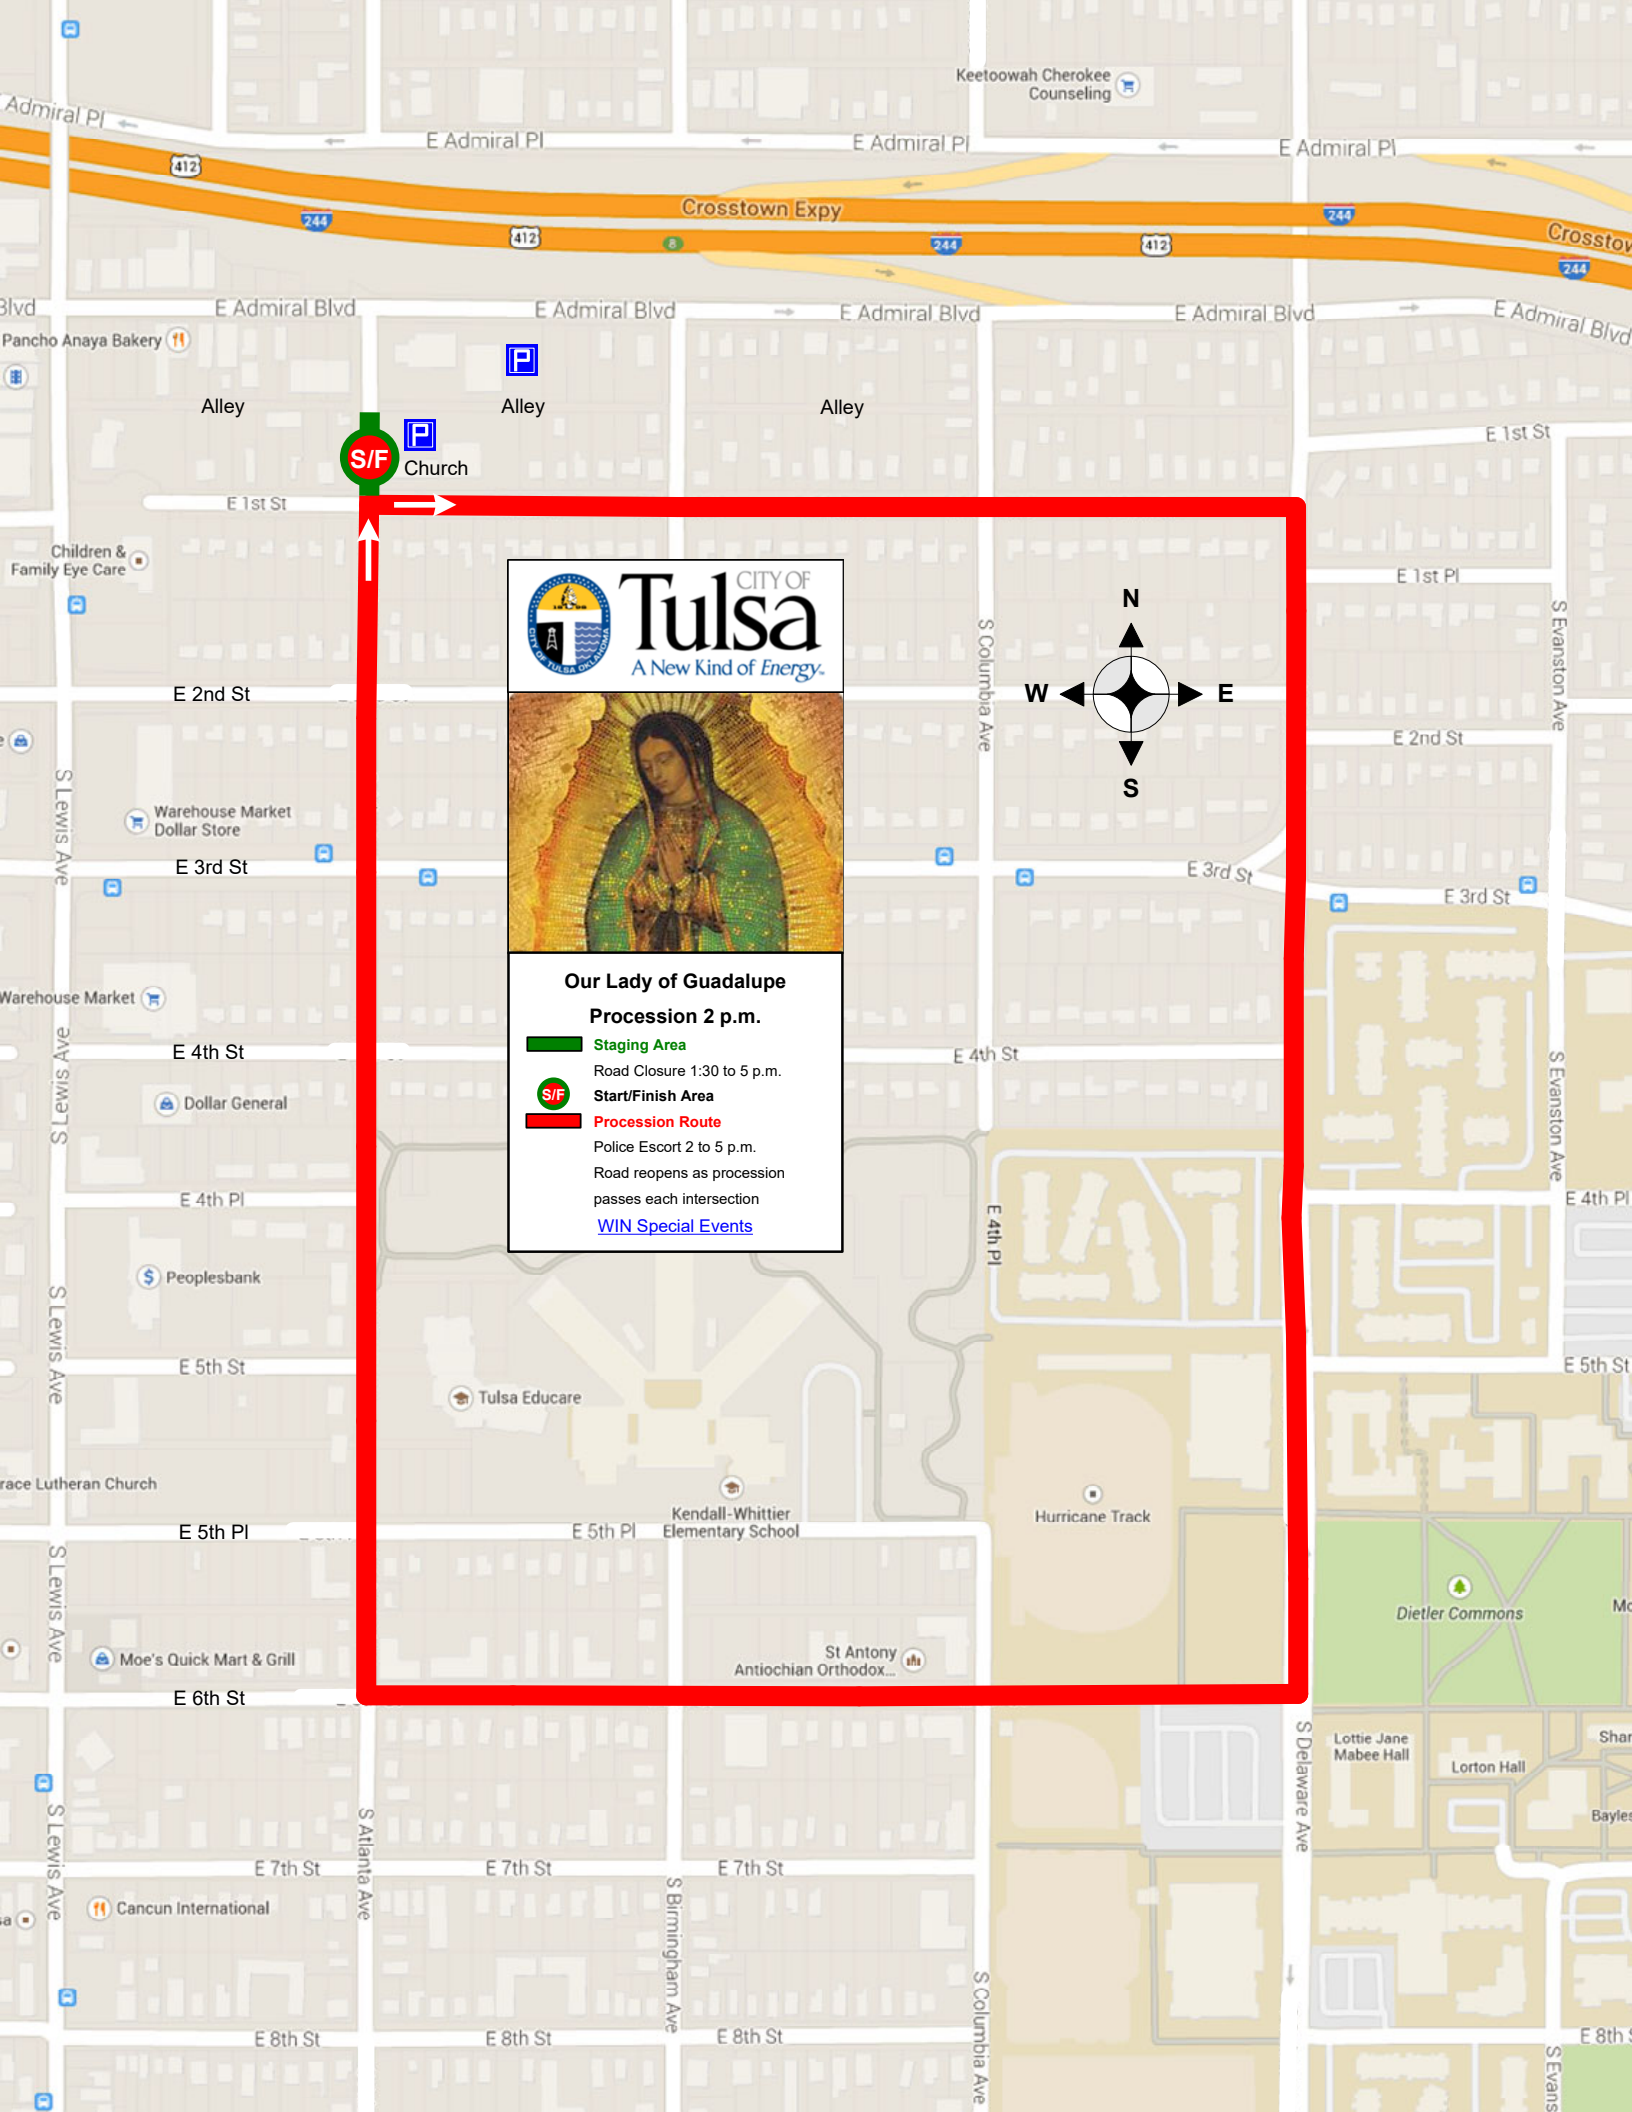 Keetoowah Cherokee
Counseling
Admiral Pl
E Admiral Pl
E Admiral Pl
E Admiral Pl
412
244
Crosstown Expy
412
8
244
412
244
Crosstow
244
Blvd
E Admiral Blvd
E Admiral Blvd
E Admiral Blvd
E Admiral Blvd
E Admiral Blvd
Pancho Anaya Bakery
P
Alley
Alley
Alley
P
S/F
Church
E 1st St
E 1st St
Children &
Family Eye Care
E 1st Pl
CITY OF
Tulsa
A New Kind of Energy.
CITY OF TULSA OKLAHOMA
N
W
E
S
S Columbia Ave
S Evanston Ave
E 2nd St
E 2nd St
S Lewis Ave
Warehouse Market
Dollar Store
E 3rd St
E 3rd St
E 3rd St
Warehouse Market
Our Lady of Guadalupe
Procession 2 p.m.
Staging Area
Road Closure 1:30 to 5 p.m.
S/F
Start/Finish Area
Procession Route
Police Escort 2 to 5 p.m.
Road reopens as procession
passes each intersection
WIN Special Events
S Lewis Ave
E 4th St
E 4th St
S Evanston Ave
Dollar General
E 4th Pl
E 4th Pl
E 4th Pl
Peoplesbank
S Lewis Ave
E 5th St
E 5th St
Tulsa Educare
race Lutheran Church
Kendall-Whittier
Elementary School
Hurricane Track
E 5th Pl
E 5th Pl
S Lewis Ave
Dietler Commons
Mc
Moe's Quick Mart & Grill
St Antony
Antiochian Orthodox...
E 6th St
S Delaware Ave
Lottie Jane
Mabee Hall
Shar
Lorton Hall
Bayles
S Lewis Ave
S Atlanta Ave
E 7th St
E 7th St
E 7th St
Cancun International
sa
S Birmingham Ave
S Columbia Ave
E 8th St
E 8th St
E 8th St
E 8th S
S Evans